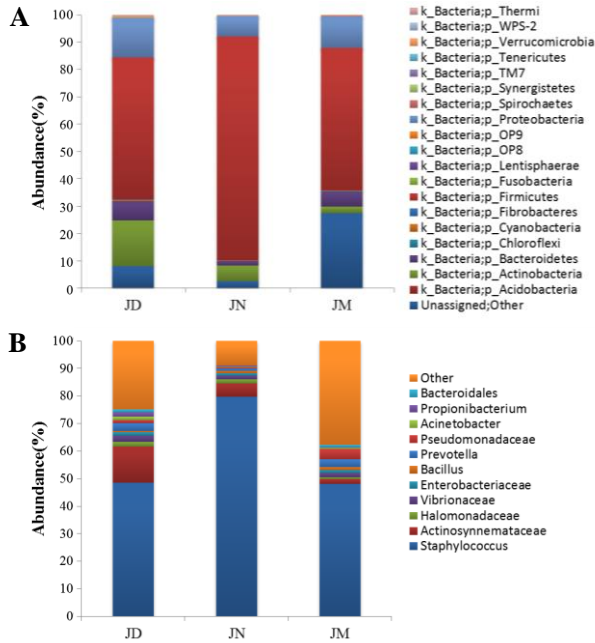 A
Abundance(%)
100
90
80
70
60
50
40
30
20
10
0
JD
JN
JM
k_Bacteria;p_Thermi
k_Bacteria;p_WPS-2
k_Bacteria;p_Verrucomicrobia
k_Bacteria;p_Tenericutes
k_Bacteria;p_TM7
k_Bacteria;p_Synergistetes
k_Bacteria;p_Spirochaetes
k_Bacteria;p_Proteobacteria
k_Bacteria;p_OP9
k_Bacteria;p_OP8
k_Bacteria;p_Lentisphaerae
k_Bacteria;p_Fusobacteria
k_Bacteria;p_Firmicutes
k_Bacteria;p_Fibrobacteres
k_Bacteria;p_Cyanobacteria
k_Bacteria;p_Chloroflexi
k_Bacteria;p_Bacteroidetes
k_Bacteria;p_Actinobacteria
k_Bacteria;p_Acidobacteria
Unassigned;Other
B
Abundance(%)
100
90
80
70
60
50
40
30
20
10
0
JD
JN
JM
Other
Bacteroidales
Propionibacterium
Acinetobacter
Pseudomonadaceae
Prevotella
Bacillus
Enterobacteriaceae
Vibrionaceae
Halomonadaceae
Actinosynnemataceae
Staphylococcus